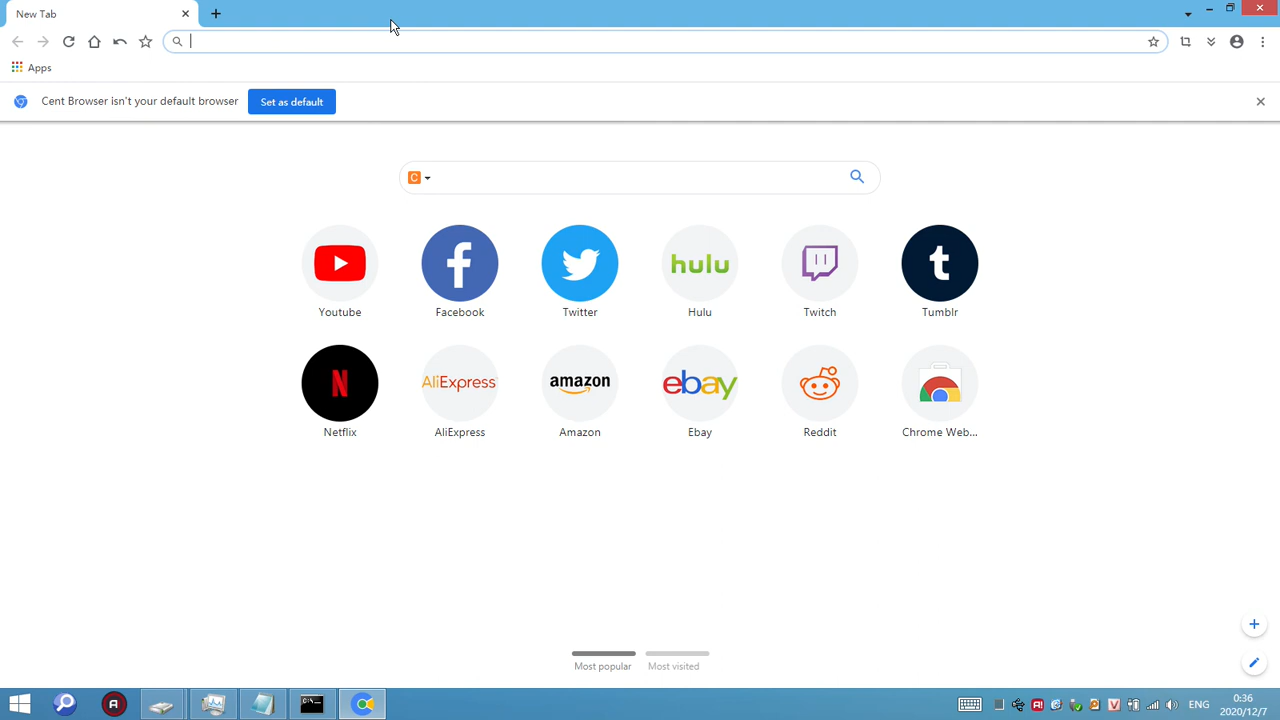 New Tab
Apps
Cent Browser isn't your default browser
Set as default
C
hulu
Youtube
Facebook
Twitter
Hulu
Twitch
Tumblr
N
AliExpress
amazon
ebay
Netflix
AliExpress
Amazon
Ebay
Reddit
Chrome Web...
Most popular
Most visited
ENG
0:36
2020/12/7